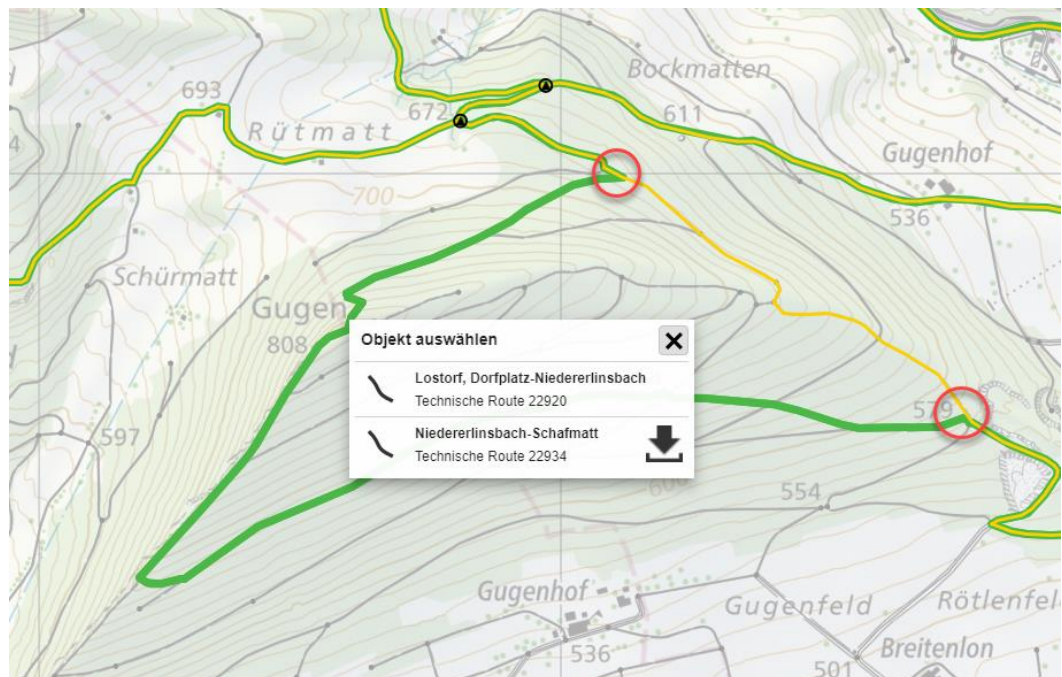 693
672
Bockmatten
611
Rütmatt
Gugenhof
700
536
Schürmatt
Gugen
808
Objekt auswählen
Lostorf, Dorfplatz-Niedererlinsbach
Technische Route 22920
Niedererlinsbach-Schafmatt
Technische Route 22934
579
597
600
554
Gugenhof
Gugenfeld
Rötlenfel
536
Breitenlon
501